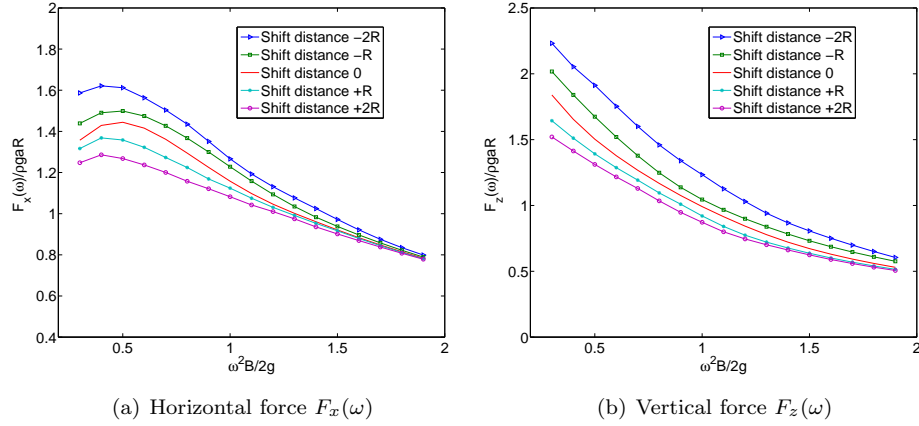 2
1.8
1.6
1.4
1.2
1
0.8
0.6
0.4
0.5
1
1.5
2
F_x(ω)/ρgaR
ω²B/2g
Shift distance −2R
Shift distance −R
Shift distance 0
Shift distance +R
Shift distance +2R
(a) Horizontal force F_x(ω)
2.5
2
1.5
1
0.5
0
0.5
1
1.5
2
F_z(ω)/ρgaR
ω²B/2g
Shift distance −2R
Shift distance −R
Shift distance 0
Shift distance +R
Shift distance +2R
(b) Vertical force F_z(ω)